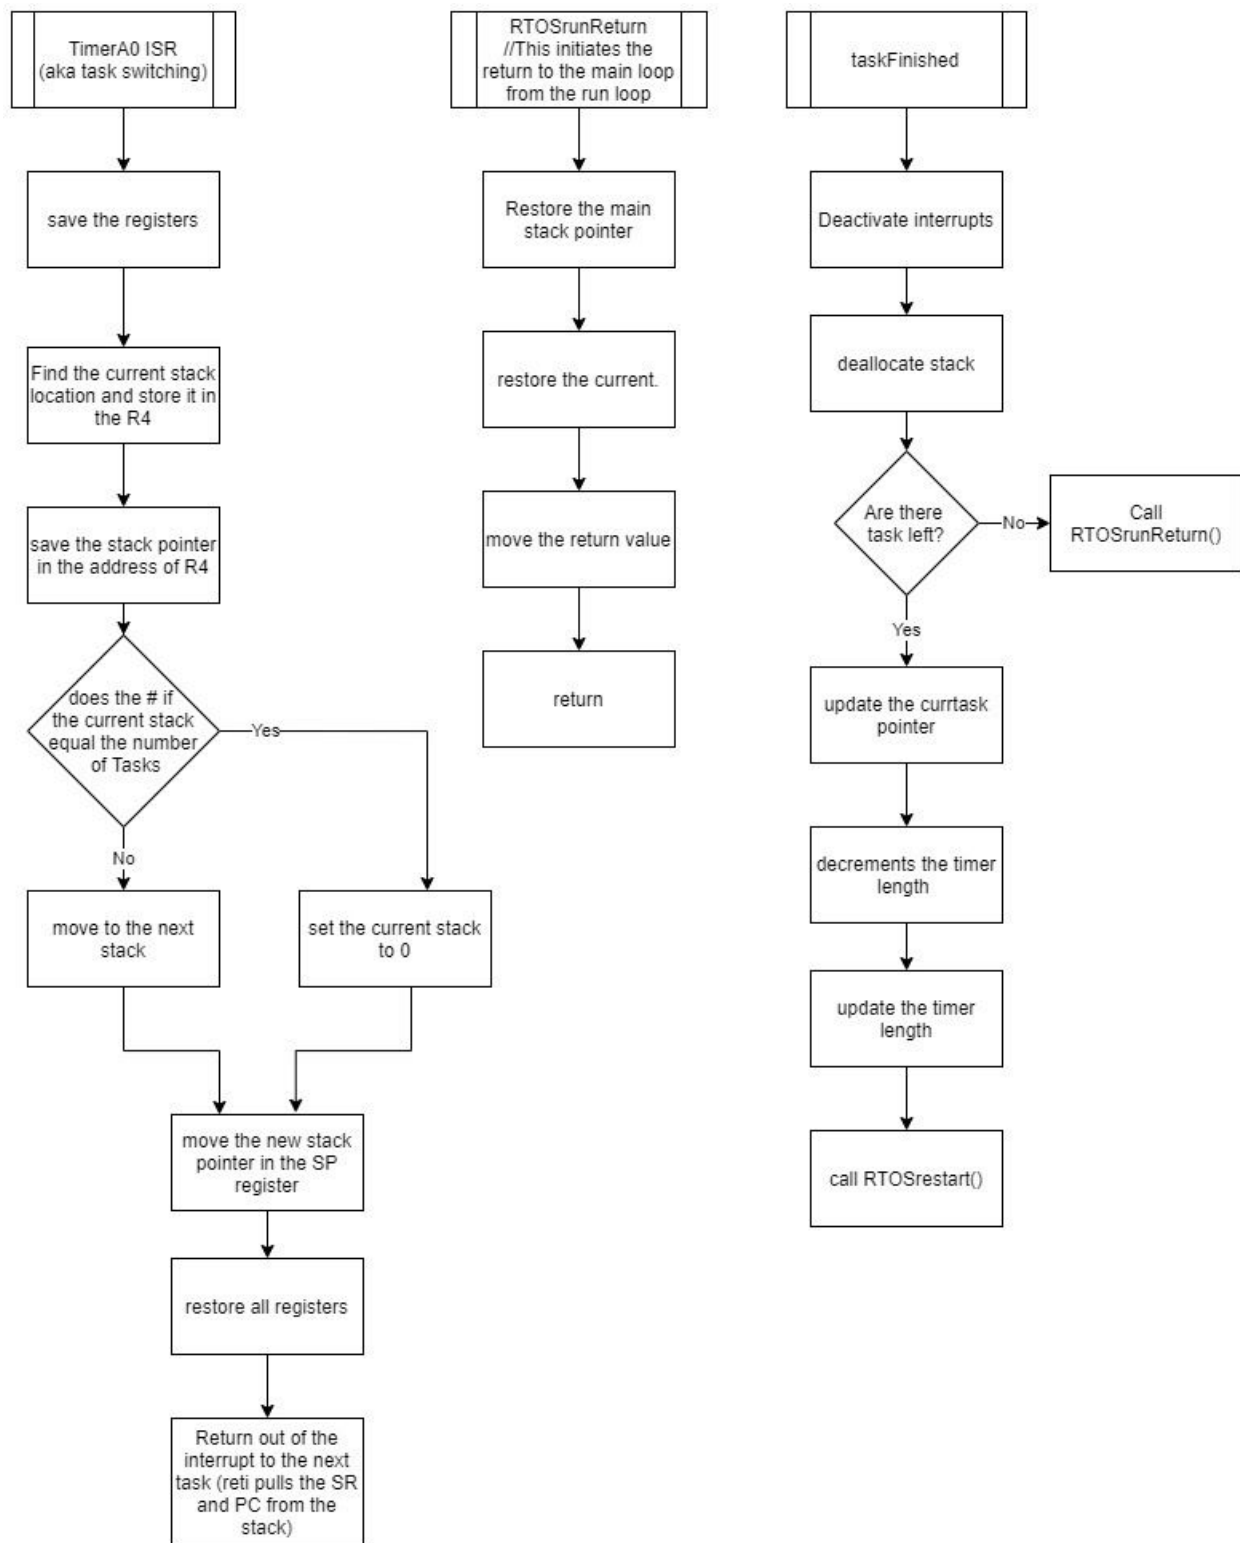 TimerA0 ISR
(aka task switching)
save the registers
Find the current stack
location and store it in
the R4
save the stack pointer
in the address of R4
does the # if
the current stack
equal the number
of Tasks
Yes
No
move to the next
stack
set the current stack
to 0
move the new stack
pointer in the SP
register
restore all registers
Return out of the
interrupt to the next
task (reti pulls the SR
and PC from the
stack)
RTOSrunReturn
//This initiates the
return to the main loop
from the run loop
Restore the main
stack pointer
restore the current.
move the return value
return
taskFinished
Deactivate interrupts
deallocate stack
Are there
task left?
No
Call
RTOSrunReturn()
Yes
update the currtask
pointer
decrements the timer
length
update the timer
length
call RTOSrestart()